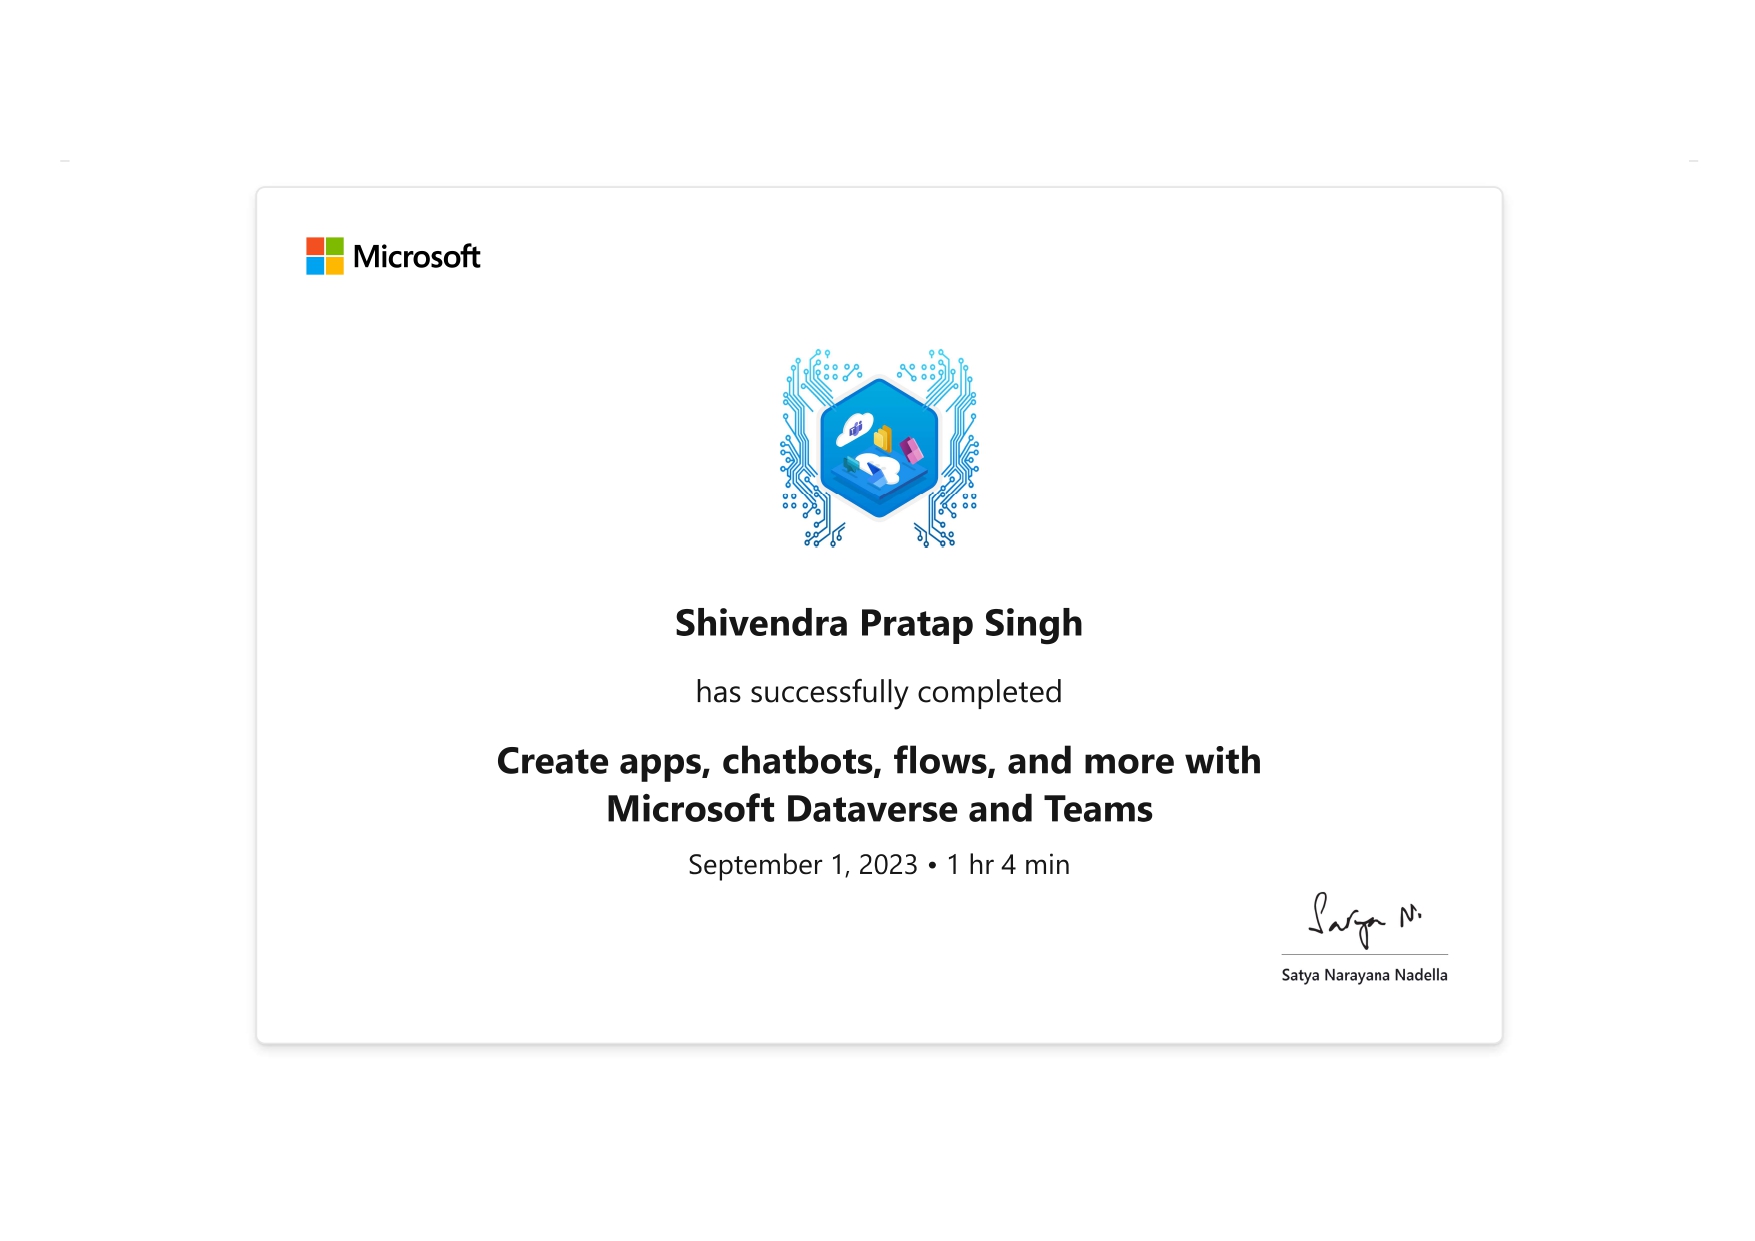 Microsoft
Shivendra Pratap Singh
has successfully completed
Create apps, chatbots, flows, and more with
Microsoft Dataverse and Teams
September 1, 2023 • 1 hr 4 min
Satya N.
Satya Narayana Nadella